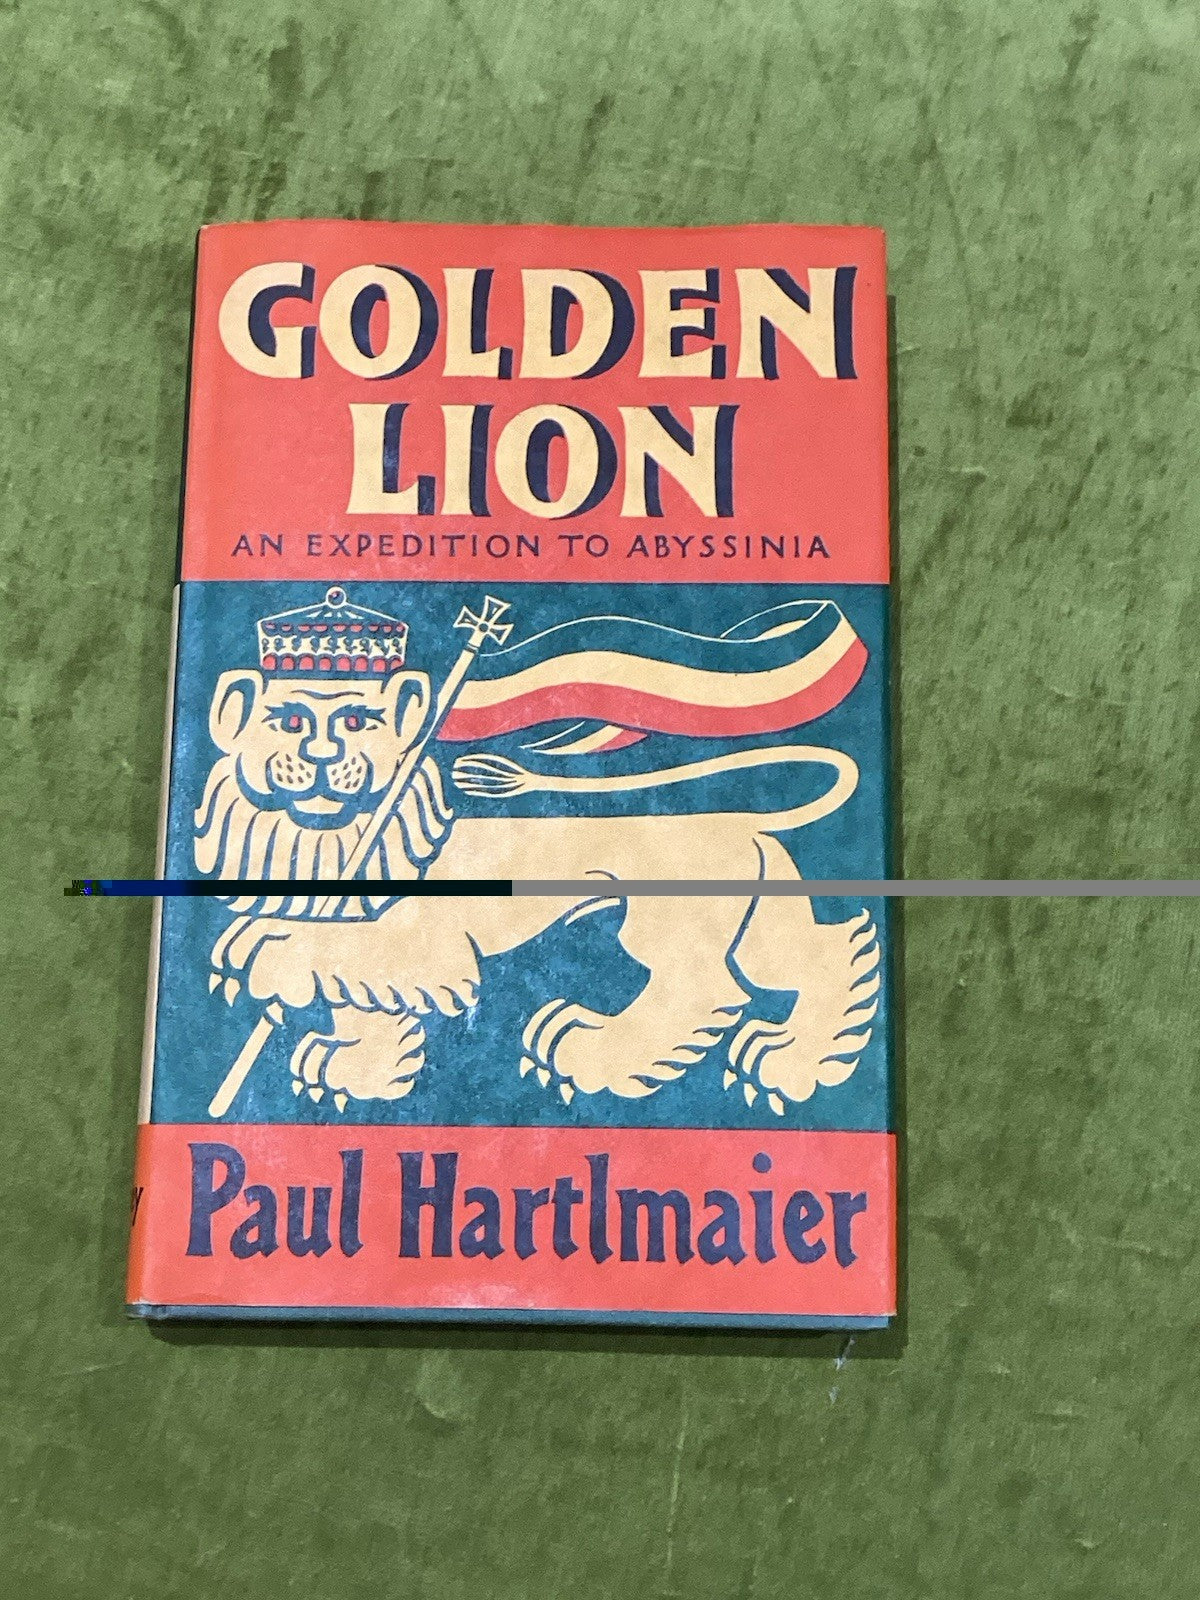 GOLDEN
LION
AN EXPEDITION TO ABYSSINIA
Paul Hartlmaier